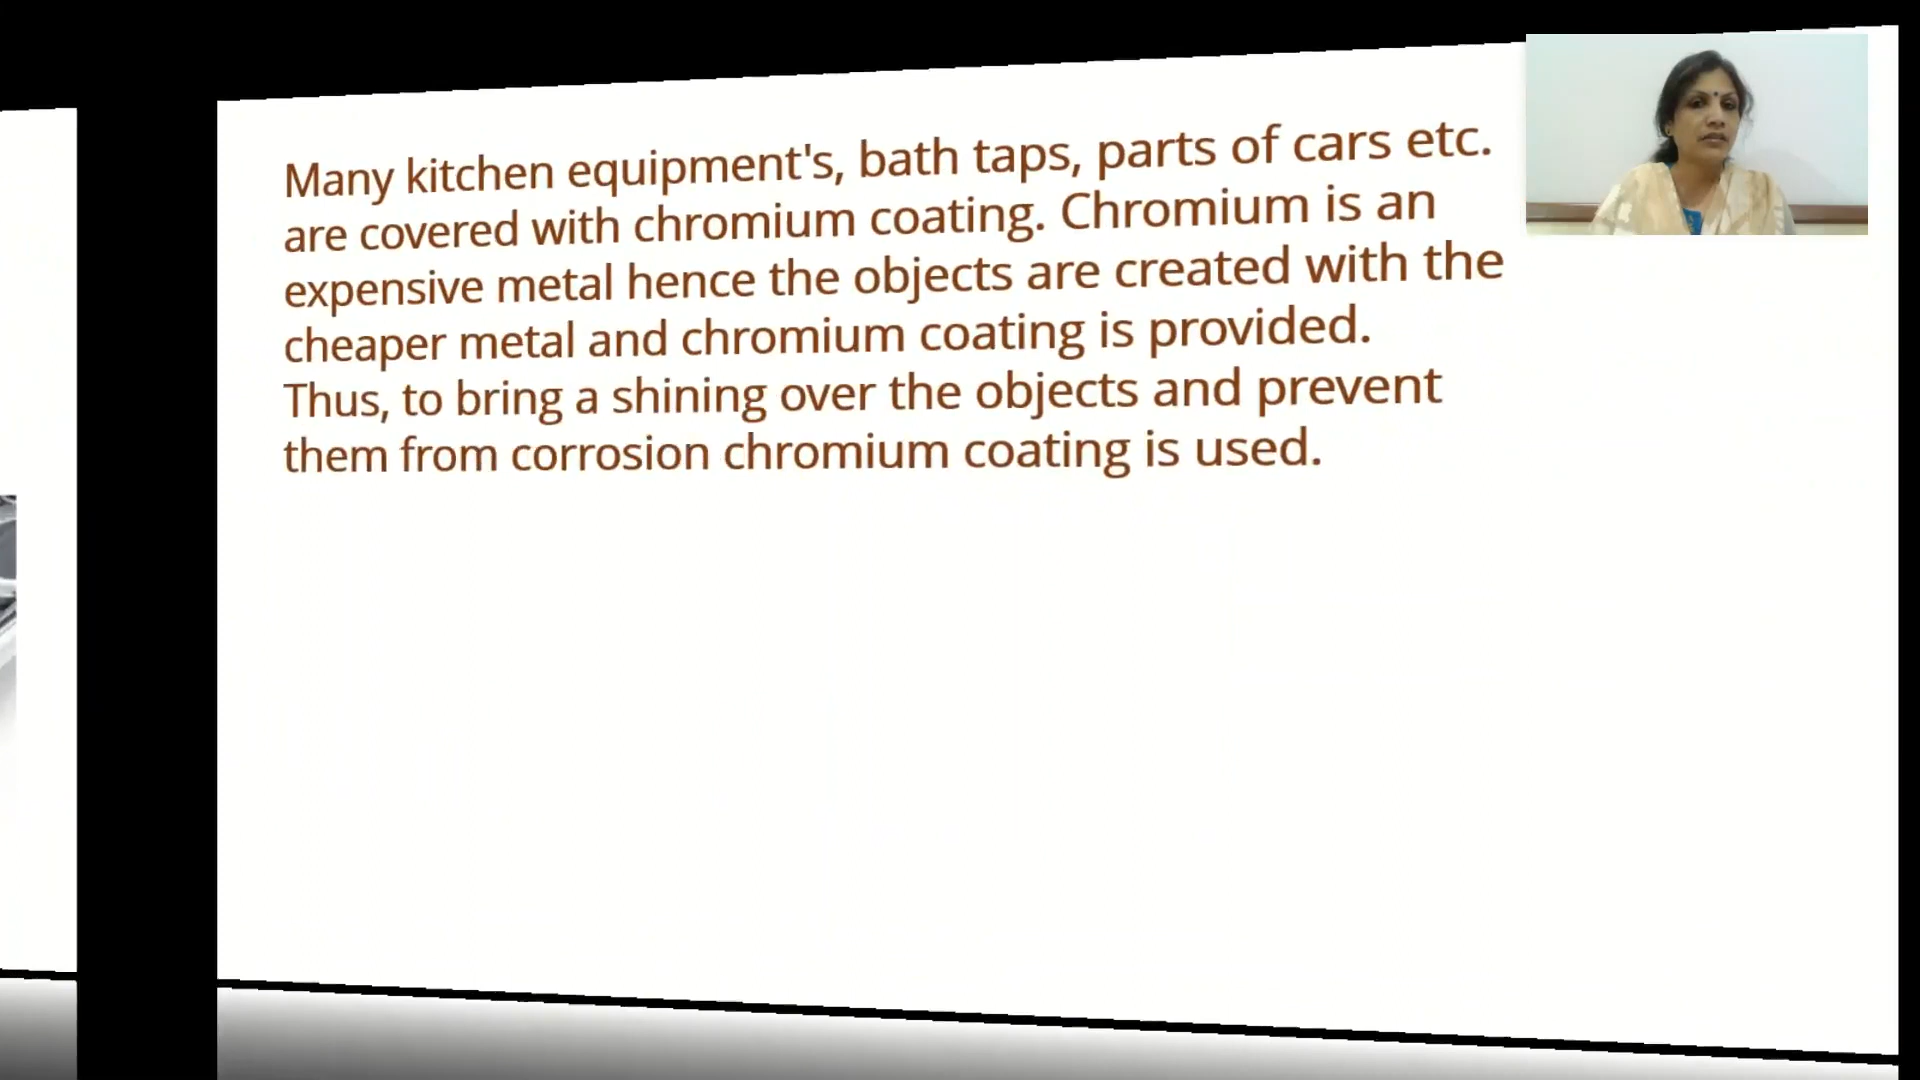 Many kitchen equipment's, bath taps, parts of cars etc.
are covered with chromium coating. Chromium is an
expensive metal hence the objects are created with the
cheaper metal and chromium coating is provided.
Thus, to bring a shining over the objects and prevent
them from corrosion chromium coating is used.